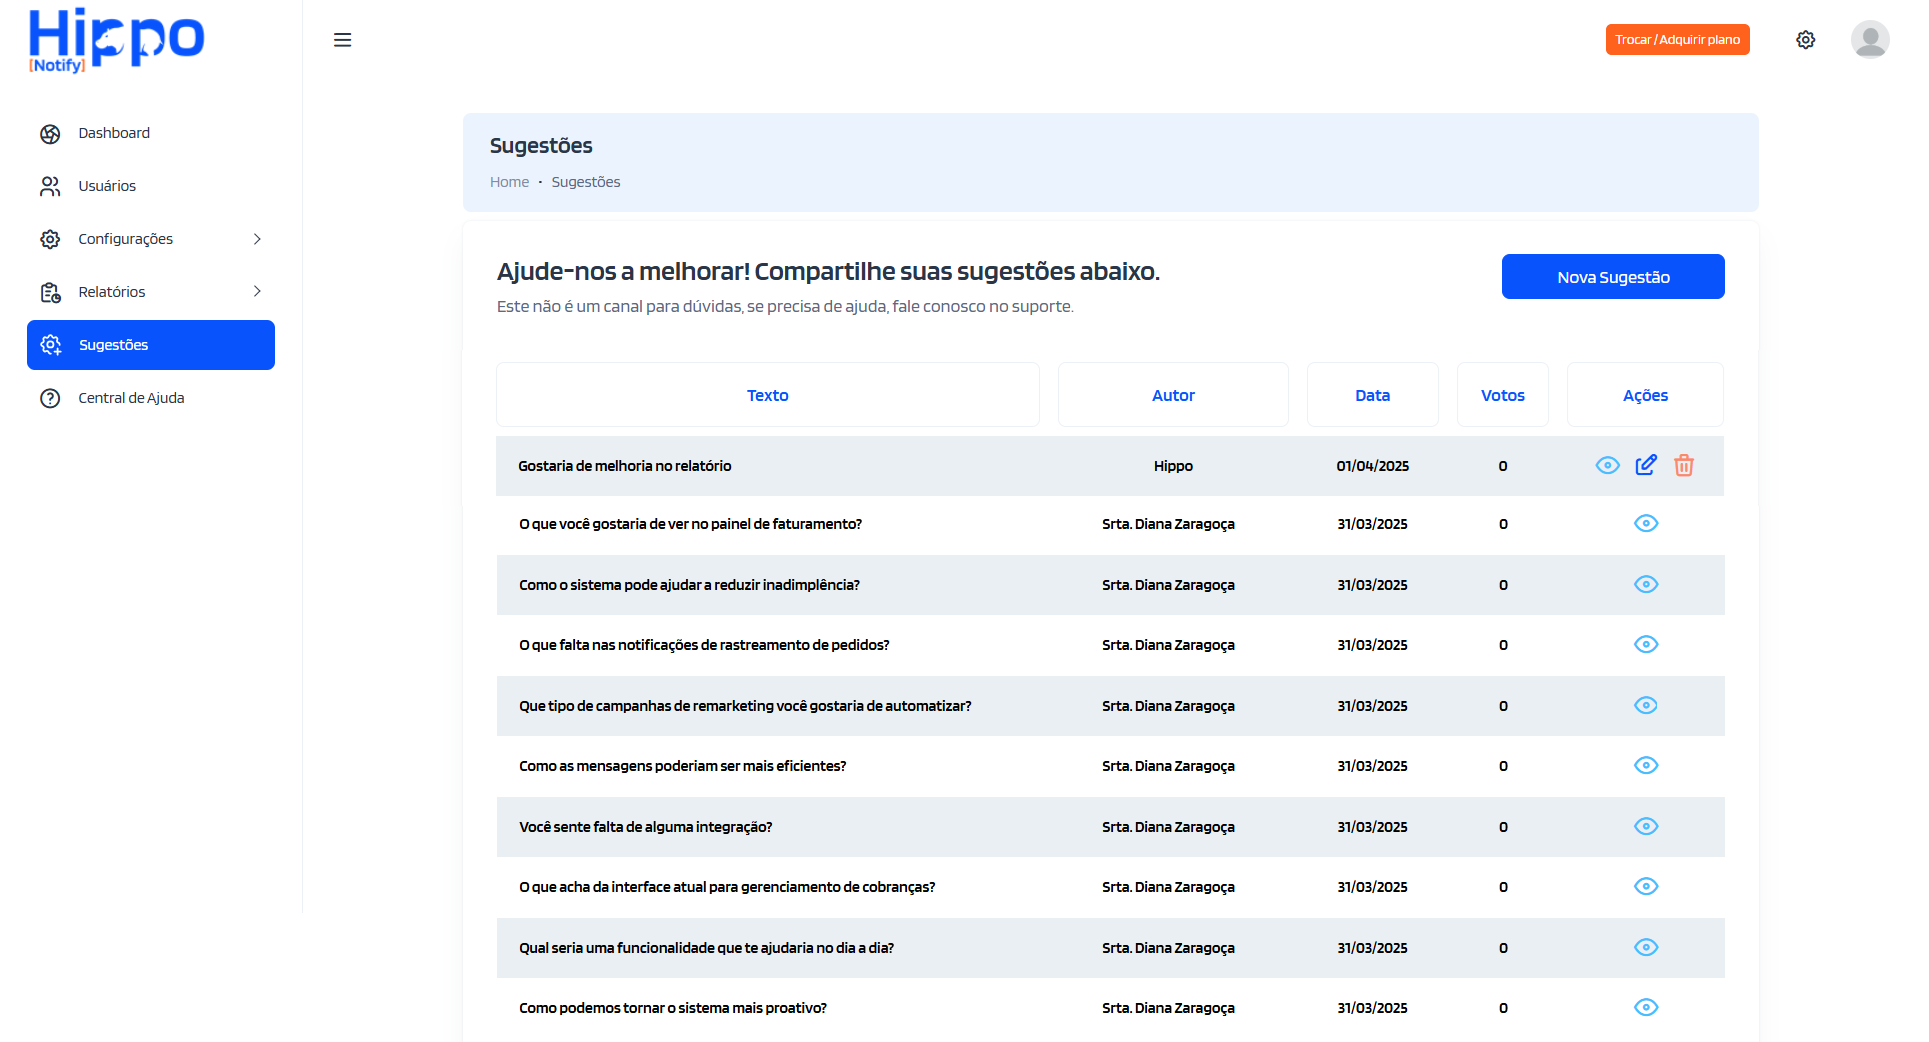 Hippo
[Notify]
Trocar / Adquirir plano
Dashboard
Usuários
Configurações
Relatórios
Sugestões
Central de Ajuda
Sugestões
Home • Sugestões
Ajude-nos a melhorar! Compartilhe suas sugestões abaixo.
Este não é um canal para dúvidas, se precisa de ajuda, fale conosco no suporte.
Nova Sugestão
Texto Autor Data Votos Ações
Gostaria de melhoria no relatório Hippo 01/04/2025 0
O que você gostaria de ver no painel de faturamento? Srta. Diana Zaragoça 31/03/2025 0
Como o sistema pode ajudar a reduzir inadimplência? Srta. Diana Zaragoça 31/03/2025 0
O que falta nas notificações de rastreamento de pedidos? Srta. Diana Zaragoça 31/03/2025 0
Que tipo de campanhas de remarketing você gostaria de automatizar? Srta. Diana Zaragoça 31/03/2025 0
Como as mensagens poderiam ser mais eficientes? Srta. Diana Zaragoça 31/03/2025 0
Você sente falta de alguma integração? Srta. Diana Zaragoça 31/03/2025 0
O que acha da interface atual para gerenciamento de cobranças? Srta. Diana Zaragoça 31/03/2025 0
Qual seria uma funcionalidade que te ajudaria no dia a dia? Srta. Diana Zaragoça 31/03/2025 0
Como podemos tornar o sistema mais proativo? Srta. Diana Zaragoça 31/03/2025 0